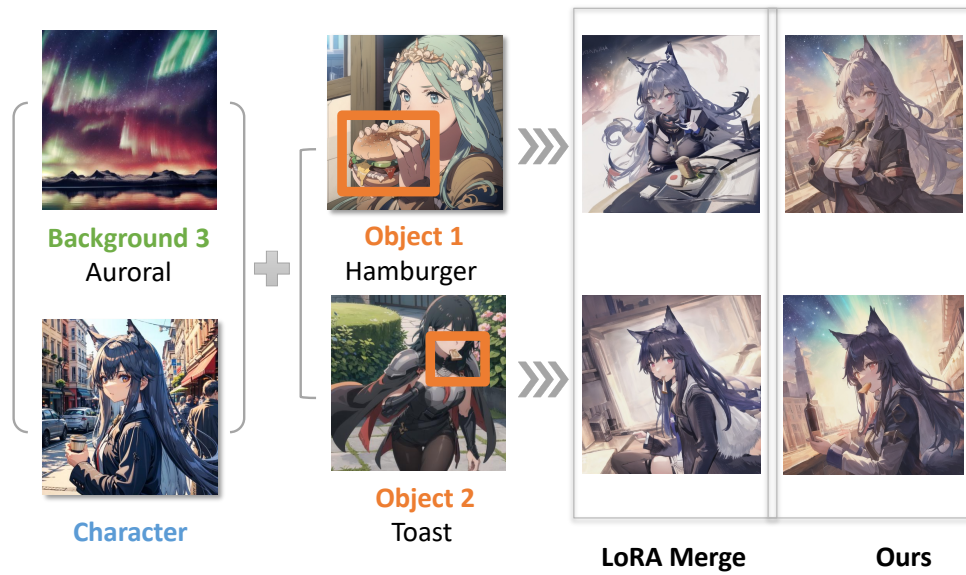 Background 3
Auroral
Character
Object 1
Hamburger
Object 2
Toast
LoRA Merge
Ours